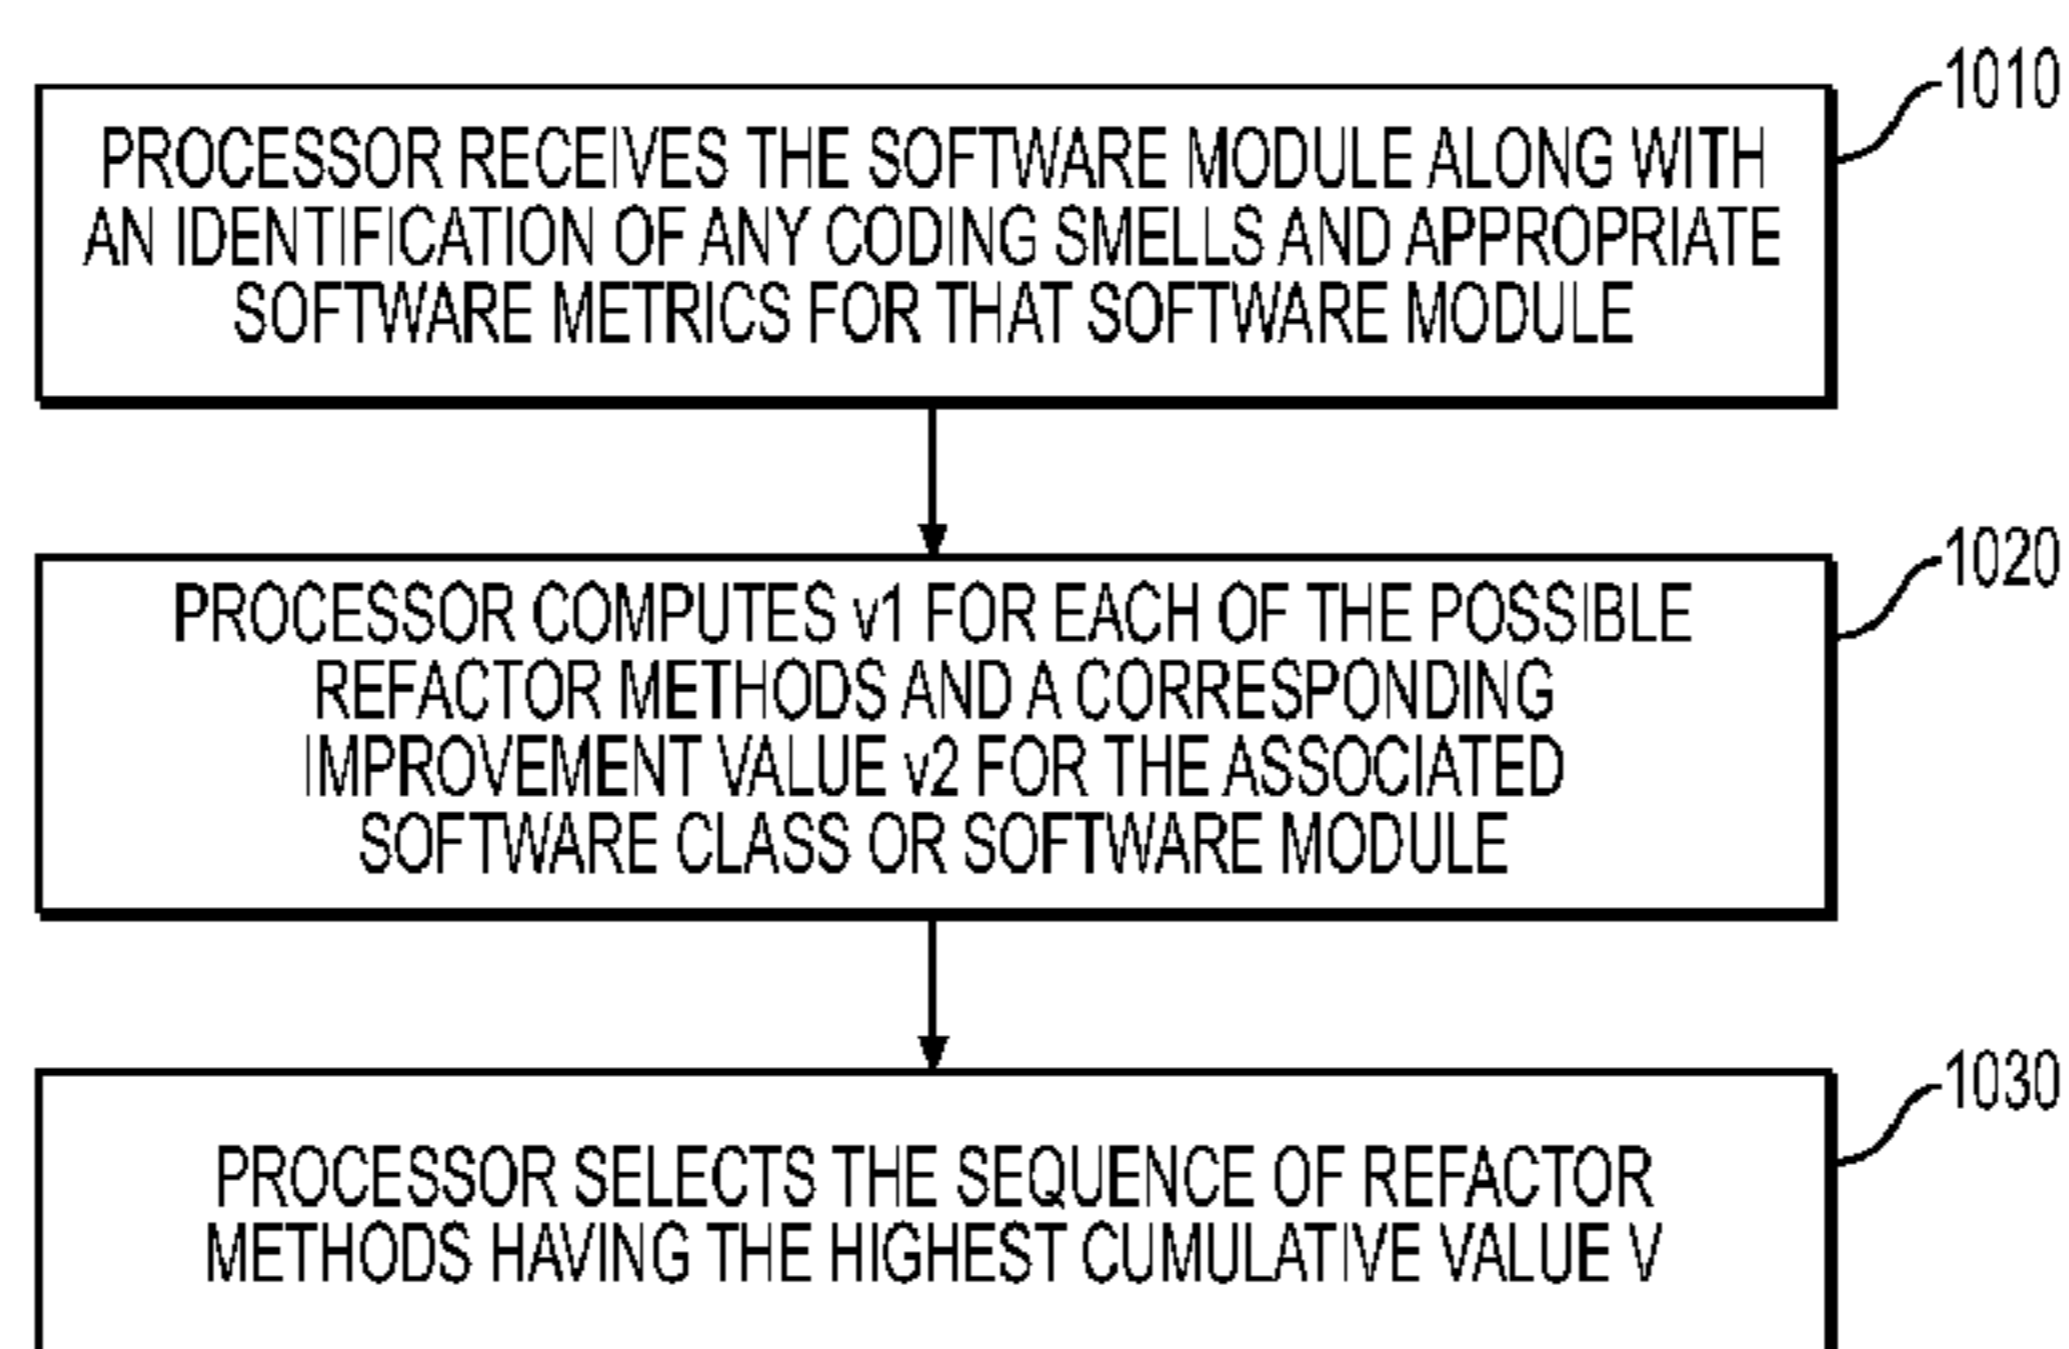 1010
PROCESSOR RECEIVES THE SOFTWARE MODULE ALONG WITH
AN IDENTIFICATION OF ANY CODING SMELLS AND APPROPRIATE
SOFTWARE METRICS FOR THAT SOFTWARE MODULE
1020
PROCESSOR COMPUTES v1 FOR EACH OF THE POSSIBLE
REFACTOR METHODS AND A CORRESPONDING
IMPROVEMENT VALUE v2 FOR THE ASSOCIATED
SOFTWARE CLASS OR SOFTWARE MODULE
1030
PROCESSOR SELECTS THE SEQUENCE OF REFACTOR
METHODS HAVING THE HIGHEST CUMULATIVE VALUE V